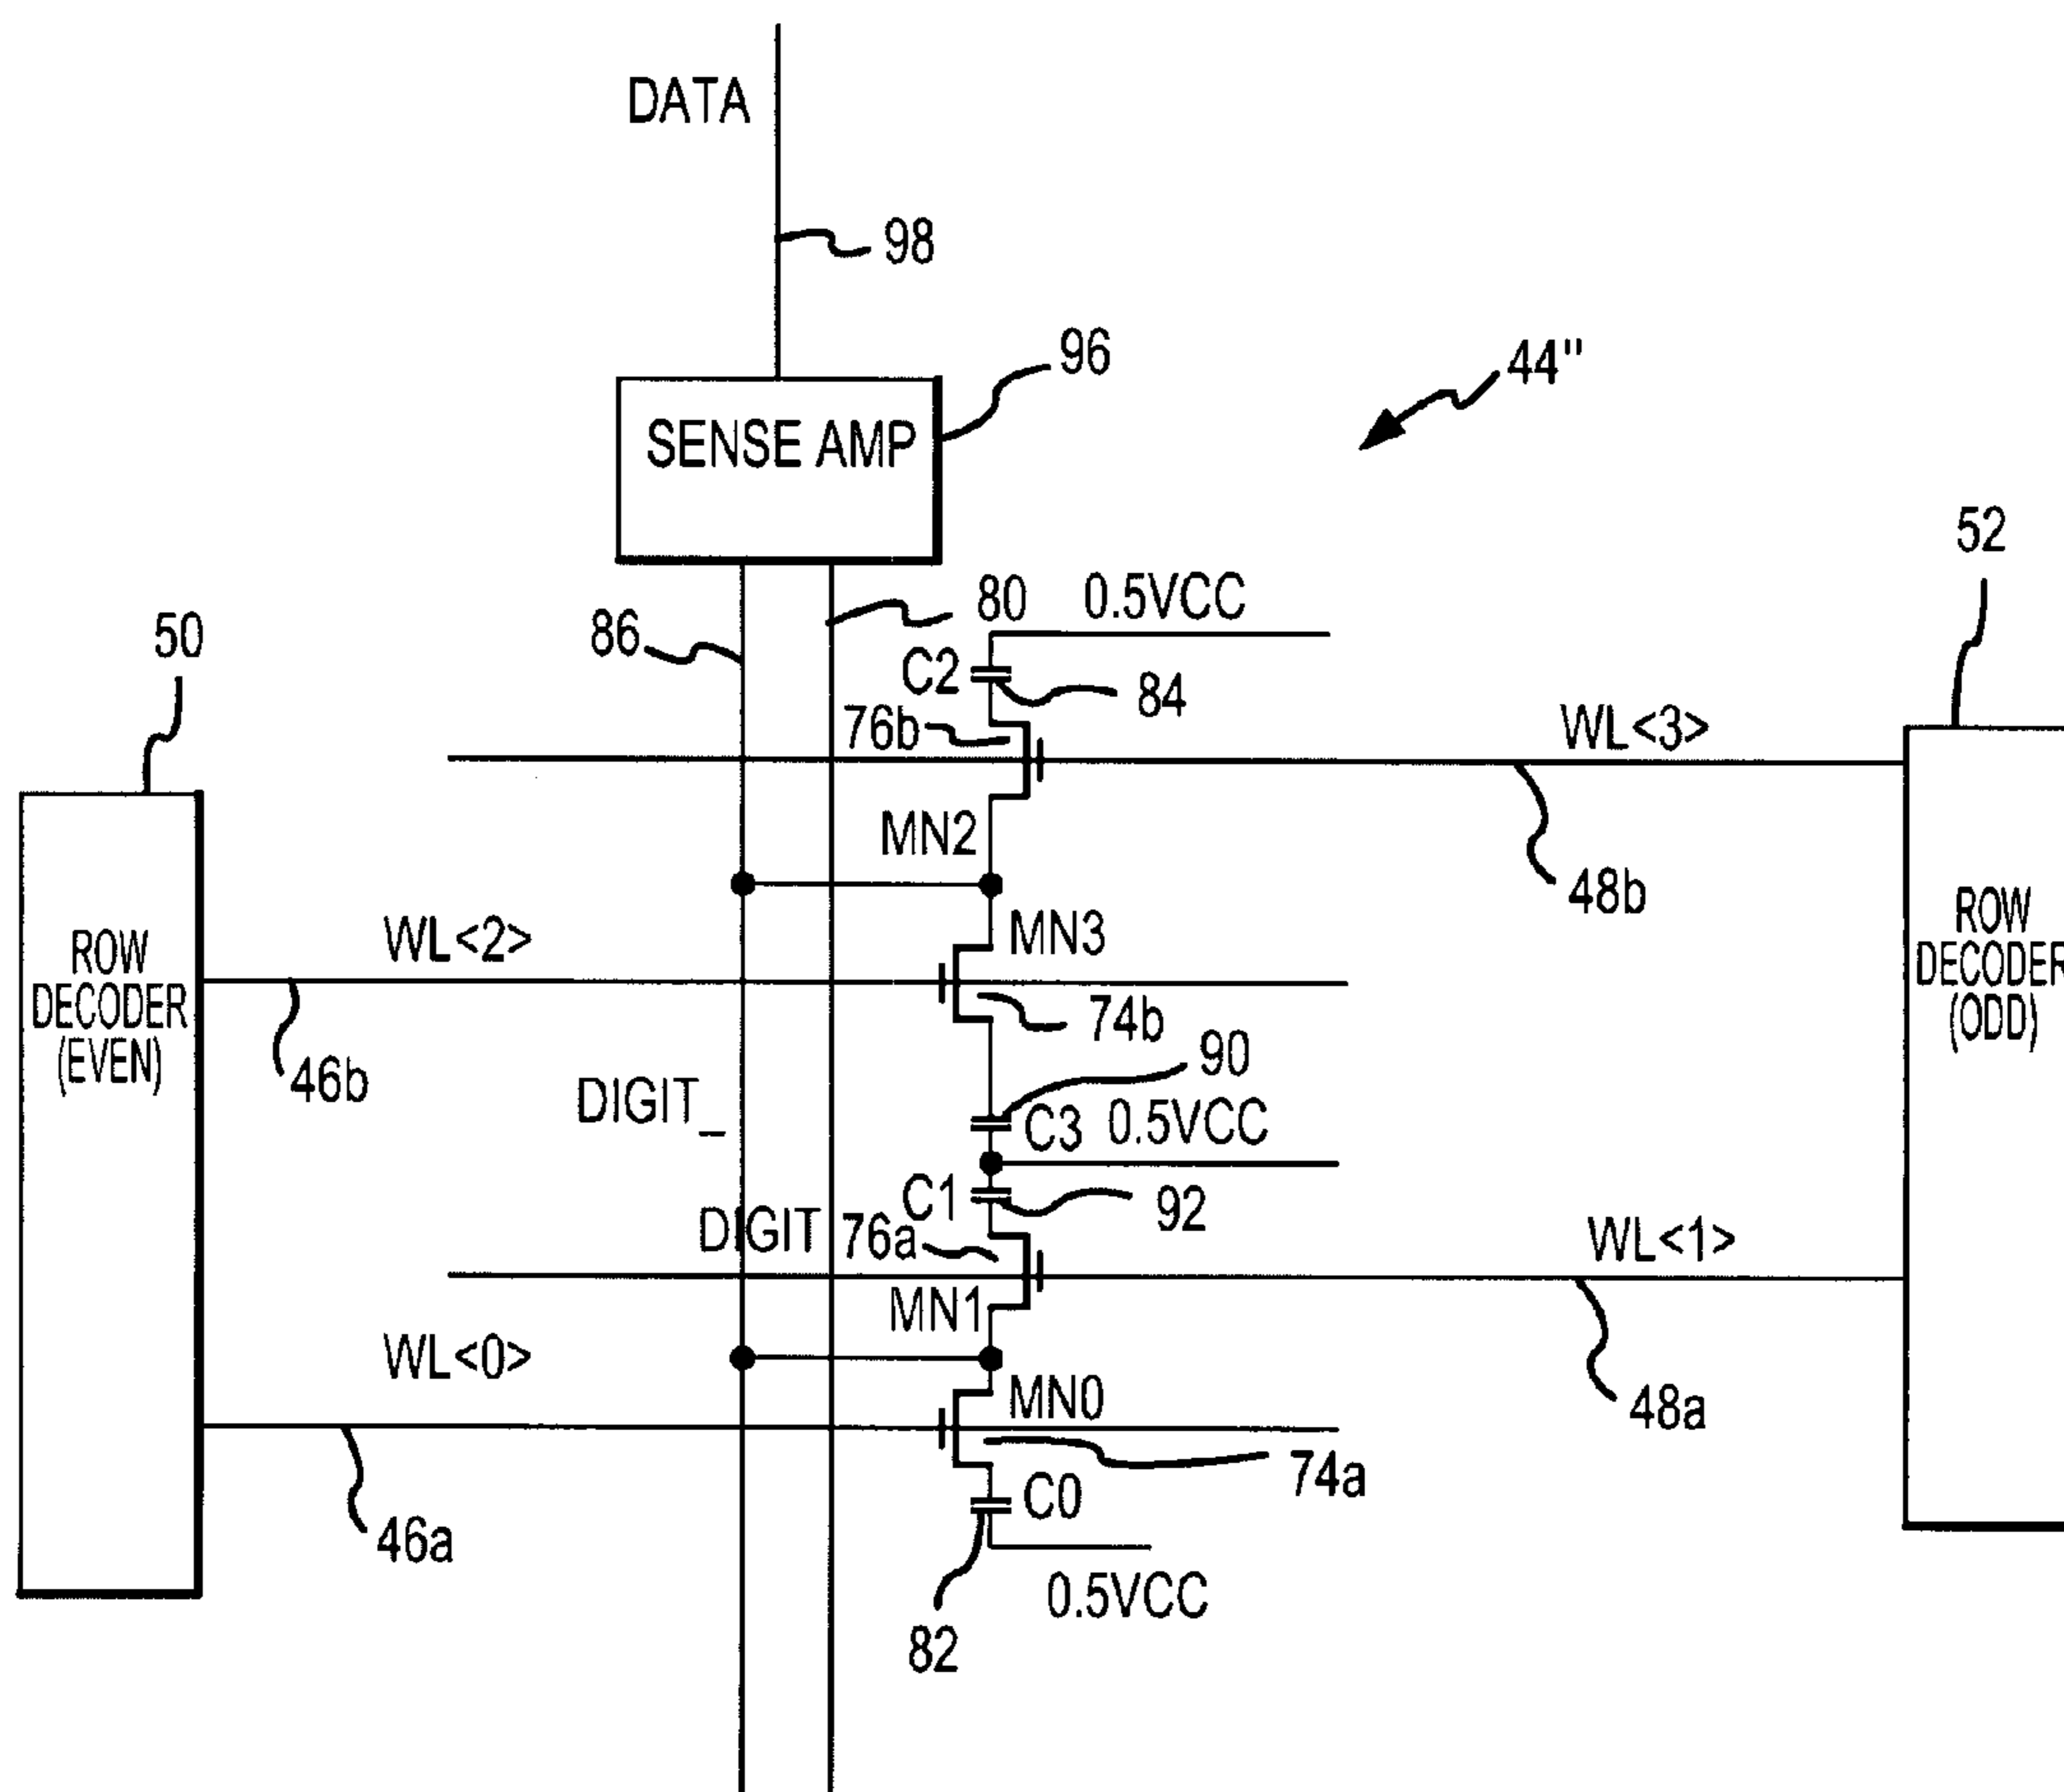 DATA
98
96
SENSE AMP
44"
52
50
86
80
0.5VCC
C2
84
76b
WL<3>
MN2
48b
ROW
DECODER
(EVEN)
WL<2>
MN3
ROW
DECODER
(ODD)
46b
74b
90
DIGIT_
C3
0.5VCC
C1
92
DIGIT
76a
WL<1>
MN1
WL<0>
MN0
48a
74a
C0
46a
0.5VCC
82